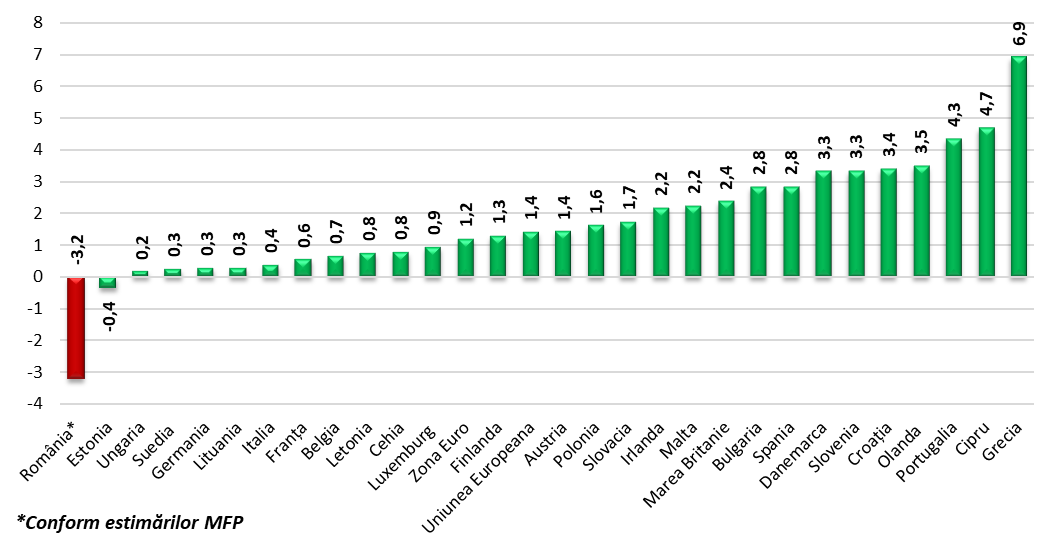 8
7
6
5
4
3
2
1
0
-1
-2
-3
-4
-3,2
-0,4
0,2
0,3
0,3
0,3
0,4
0,6
0,7
0,8
0,8
0,9
1,2
1,3
1,4
1,4
1,6
1,7
2,2
2,2
2,4
2,8
2,8
3,3
3,3
3,4
3,5
4,3
4,7
6,9
România*
Estonia
Ungaria
Suedia
Germania
Lituania
Italia
Franța
Belgia
Letonia
Cehia
Luxemburg
Zona Euro
Finlanda
Uniunea Europeana
Austria
Polonia
Slovacia
Irlanda
Malta
Marea Britanie
Bulgaria
Spania
Danemarca
Slovenia
Croația
Olanda
Portugalia
Cipru
Grecia
*Conform estimărilor MFP